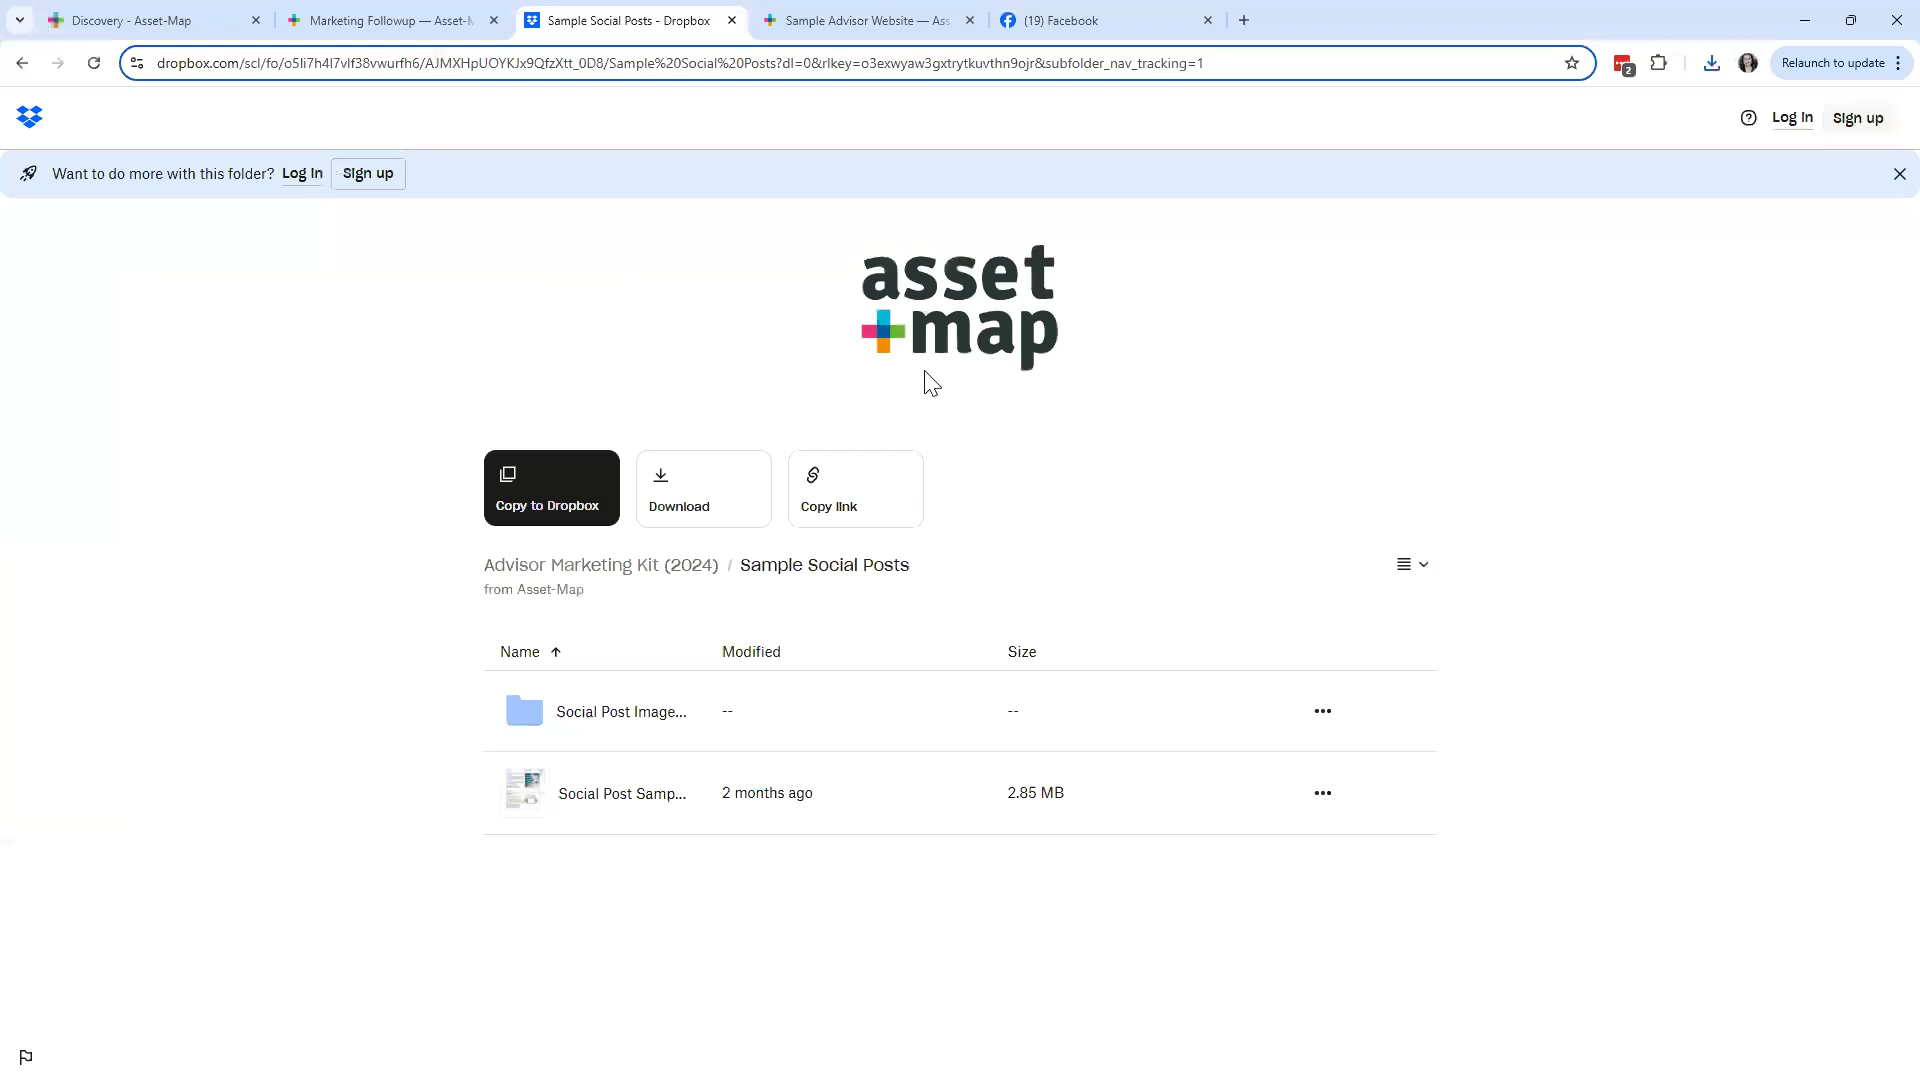 Discovery - Asset-Map
Marketing Followup — Asset-M
Sample Social Posts - Dropbox
Sample Advisor Website — Ass
(19) Facebook
dropbox.com/scl/fo/o5li7h4l7vlf38vwurfh6/AJMXHpUOYKJx9QfzXtt_0D8/Sample%20Social%20Posts?dl=0&rlkey=o3exwyaw3gxtrytkuvthn9ojr&subfolder_nav_tracking=1
2
Relaunch to update
Log in
Sign up
Want to do more with this folder? Log in Sign up
asset
map
Copy to Dropbox
Download
Copy link
Advisor Marketing Kit (2024) / Sample Social Posts
from Asset-Map
Name Modified Size
Social Post Image... -- --
Social Post Samp... 2 months ago 2.85 MB